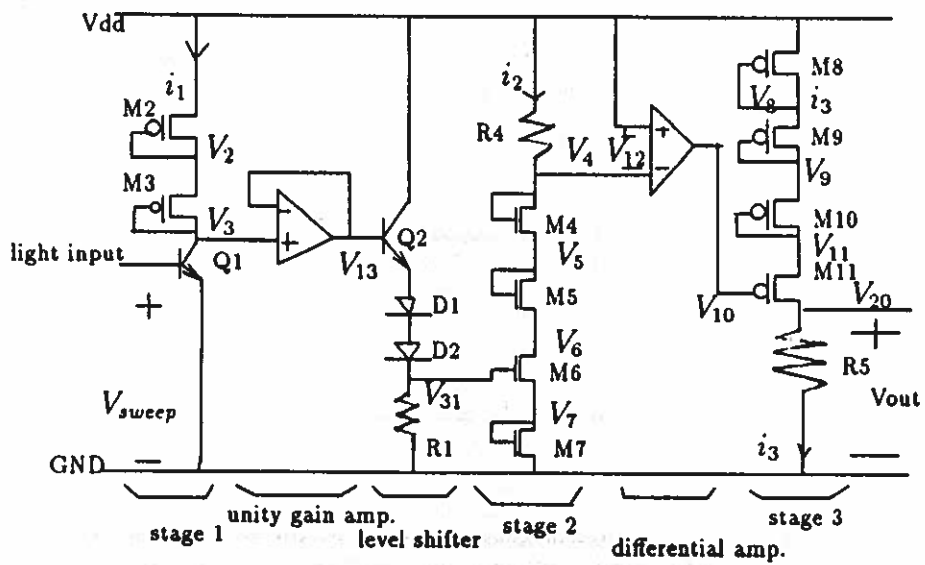 Vdd
i1
i2
M8
V8
i3
M2
R4
M9
V2
V4
V12
+
−
V9
M3
V3
-
+
M4
M10
light input
Q1
V13
Q2
V5
V11
M11
+
D1
M5
V10
V20
D2
V6
M6
+
R5
Vsweep
V31
V7
Vout
R1
M7
GND
−
i3
−
stage 1
unity gain amp.
level shifter
stage 2
differential amp.
stage 3